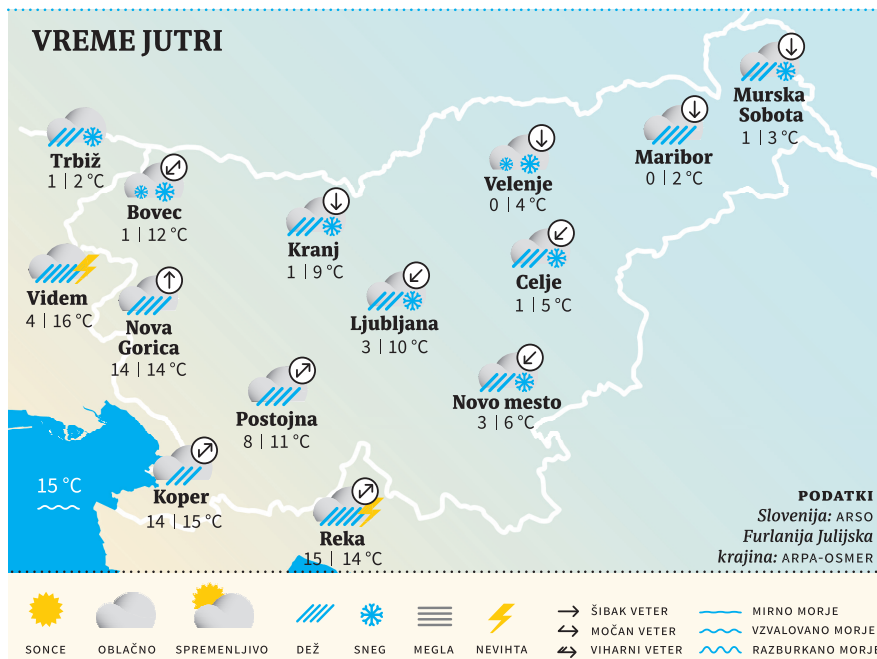 VREME JUTRI
Murska
Sobota
1 | 3 °C
Maribor
0 | 2 °C
Trbiž
1 | 2 °C
Velenje
0 | 4 °C
Bovec
1 | 12 °C
Kranj
1 | 9 °C
Celje
1 | 5 °C
Videm
4 | 16 °C
Nova
Gorica
14 | 14 °C
Ljubljana
3 | 10 °C
Novo mesto
3 | 6 °C
Postojna
8 | 11 °C
15 °C
Koper
14 | 15 °C
Reka
15 | 14 °C
PODATKI
Slovenija: ARSO
Furlanija Julijska
krajina: ARPA-OSMER
SONCE
OBLAČNO
SPREMENLJIVO
DEŽ
SNEG
MEGLA
NEVIHTA
ŠIBAK VETER
MOČAN VETER
VIHARNI VETER
MIRNO MORJE
VZVALOVANO MORJE
RAZBURKANO MORJE